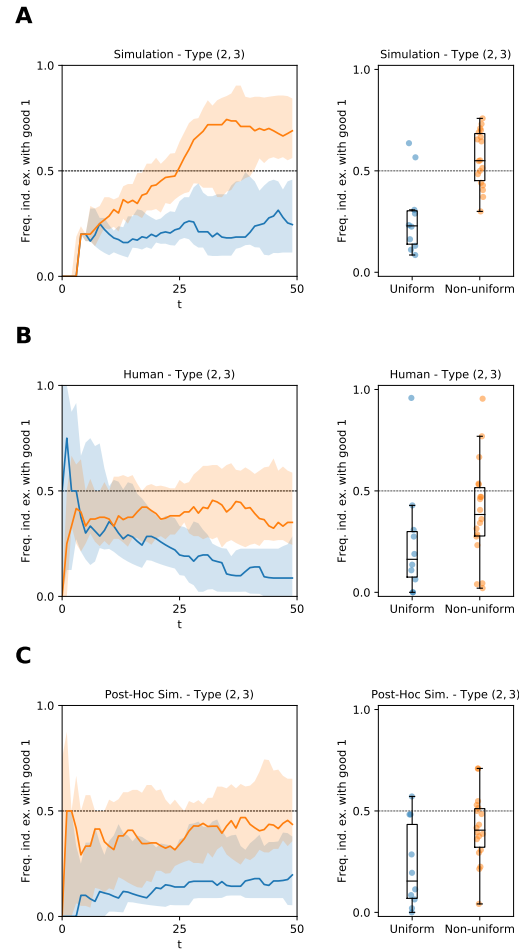 A
Simulation - Type (2, 3)
Freq. ind. ex. with good 1
1.0
0.5
0.0
0
25
50
t
Simulation - Type (2, 3)
Freq. ind. ex. with good 1
1.0
0.5
0.0
Uniform
Non-uniform
B
Human - Type (2, 3)
Freq. ind. ex. with good 1
1.0
0.5
0.0
0
25
50
t
Human - Type (2, 3)
Freq. ind. ex. with good 1
1.0
0.5
0.0
Uniform
Non-uniform
C
Post-Hoc Sim. - Type (2, 3)
Freq. ind. ex. with good 1
1.0
0.5
0.0
0
25
50
t
Post-Hoc Sim. - Type (2, 3)
Freq. ind. ex. with good 1
1.0
0.5
0.0
Uniform
Non-uniform